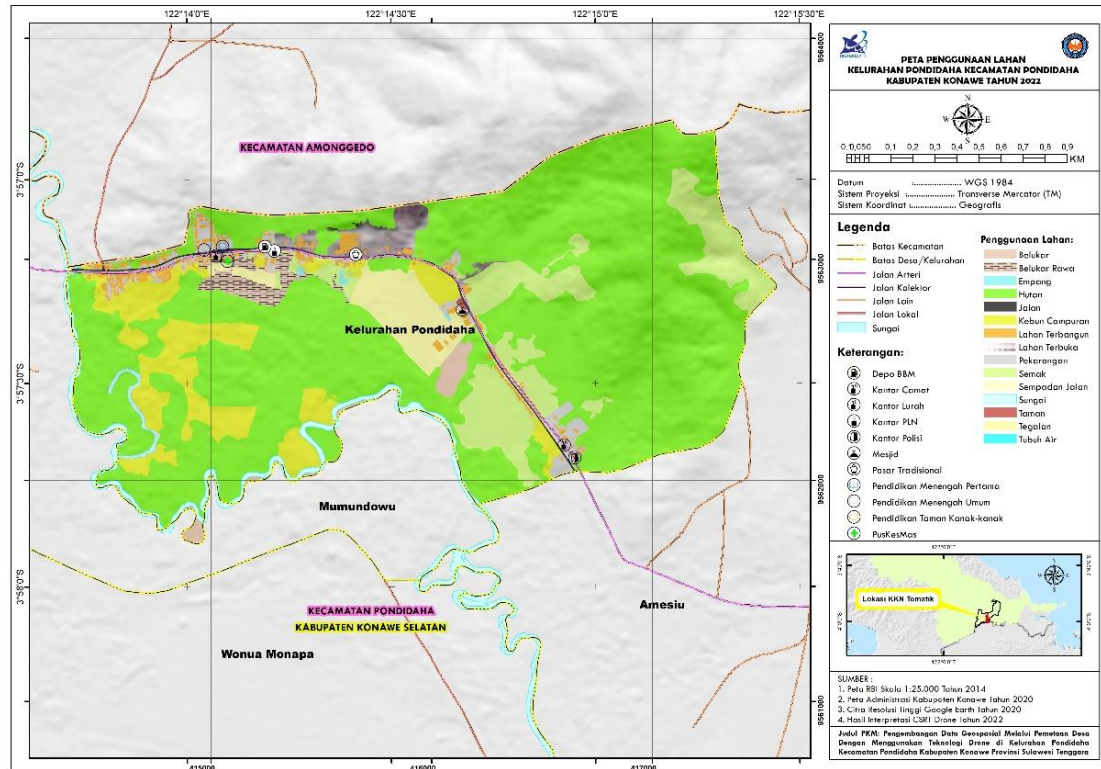 122°14'0"E
122°14'30"E
122°15'0"E
122°15'30"E
9564000
9563000
9562000
9561000
3°57'0"S
3°57'30"S
3°58'0"S
415000
416000
417000
KECAMATAN AMONGGEDO
Kelurahan Pondidaha
Mumundowu
KECAMATAN PONDIDAHA
KABUPATEN KONAWE SELATAN
Wonua Monapa
Amesiu
PETA PENGGUNAAN LAHAN
KELURAHAN PONDIDAHA KECAMATAN PONDIDAHA
KABUPATEN KONAWE TAHUN 2022
N
W E
S
0,1 0,2 0,3 0,4 0,5 0,6 0,7 0,8 0,9
KM
Datum :.............. WGS 1984
Sistem Proyeksi :.............. Transverse Mercator (TM)
Sistem Koordinat :.............. Geografis
Legenda
Batas Kecamatan
Batas Desa/Kelurahan
Jalan Arteri
Jalan Kolektor
Jalan Lain
Jalan Lokal
Sungai
Keterangan:
Depo BBM
Kantor Camat
Kantor Lurah
Kantor PLN
Kantor Polisi
Mesjid
Pasar Tradisional
Pendidikan Menengah Pertama
Pendidikan Menengah Umum
Pendidikan Taman Kanak-kanak
PusKesMas
Penggunaan Lahan:
Belukar
Belukar Rawa
Empang
Hutan
Jalan
Kebun Campuran
Lahan Terbangun
Lahan Terbuka
Pekarangan
Semak
Sempadan Jalan
Sungai
Taman
Tegalan
Tubuh Air
Lokasi KKN Tematik
SUMBER :
1. Peta RBI Skala 1:25.000 Tahun 2014
2. Peta Administrasi Kabupaten Konawe Tahun 2020
3. Citra Resolusi Tinggi Google Earth Tahun 2020
4. Hasil Interpretasi CSRT Drone Tahun 2022
Judul PKM: Pengembangan Data Geospasial Melalui Pemetaan Desa
Dengan Menggunakan Teknologi Drone di Kelurahan Pondidaha
Kecamatan Pondidaha Kabupaten Konawe Provinsi Sulawesi Tenggara